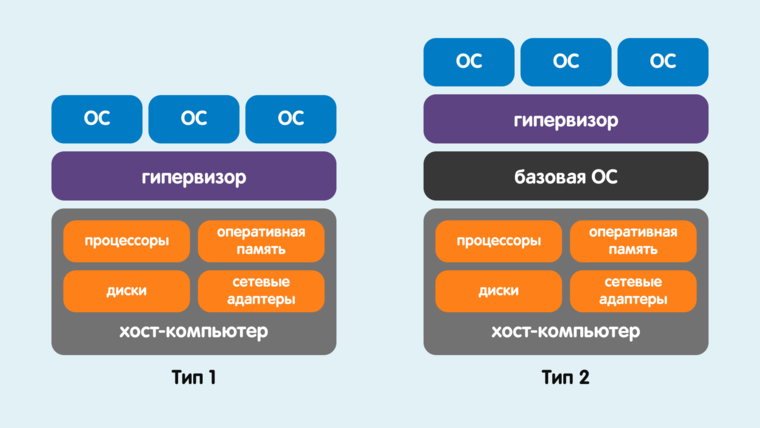 ОС ОС ОС
гипервизор
процессоры
оперативная
память
диски
сетевые
адаптеры
хост-компьютер
Тип 1
ОС ОС ОС
гипервизор
базовая ОС
процессоры
оперативная
память
диски
сетевые
адаптеры
хост-компьютер
Тип 2